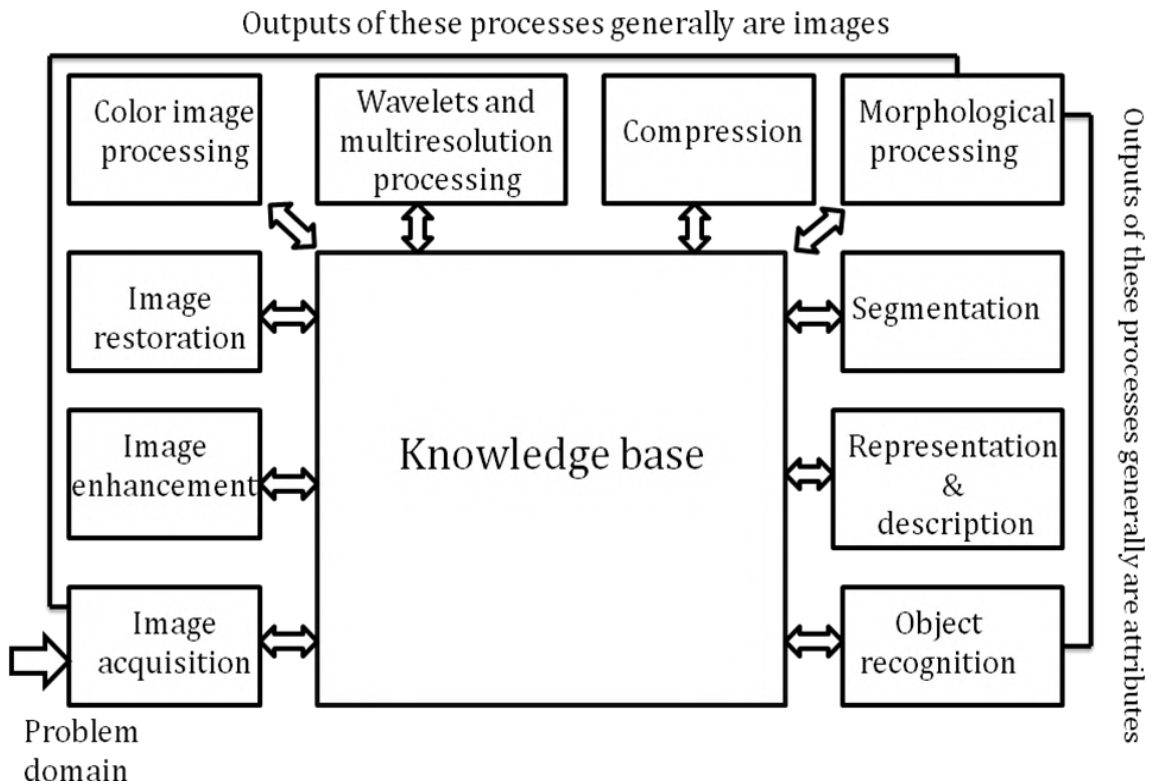 Outputs of these processes generally are images
Color image
processing
Wavelets and
multiresolution
processing
Compression
Morphological
processing
Image
restoration
Segmentation
Image
enhancement
Knowledge base
Representation
&
description
Image
acquisition
Object
recognition
Problem
domain
Outputs of these processes generally are attributes